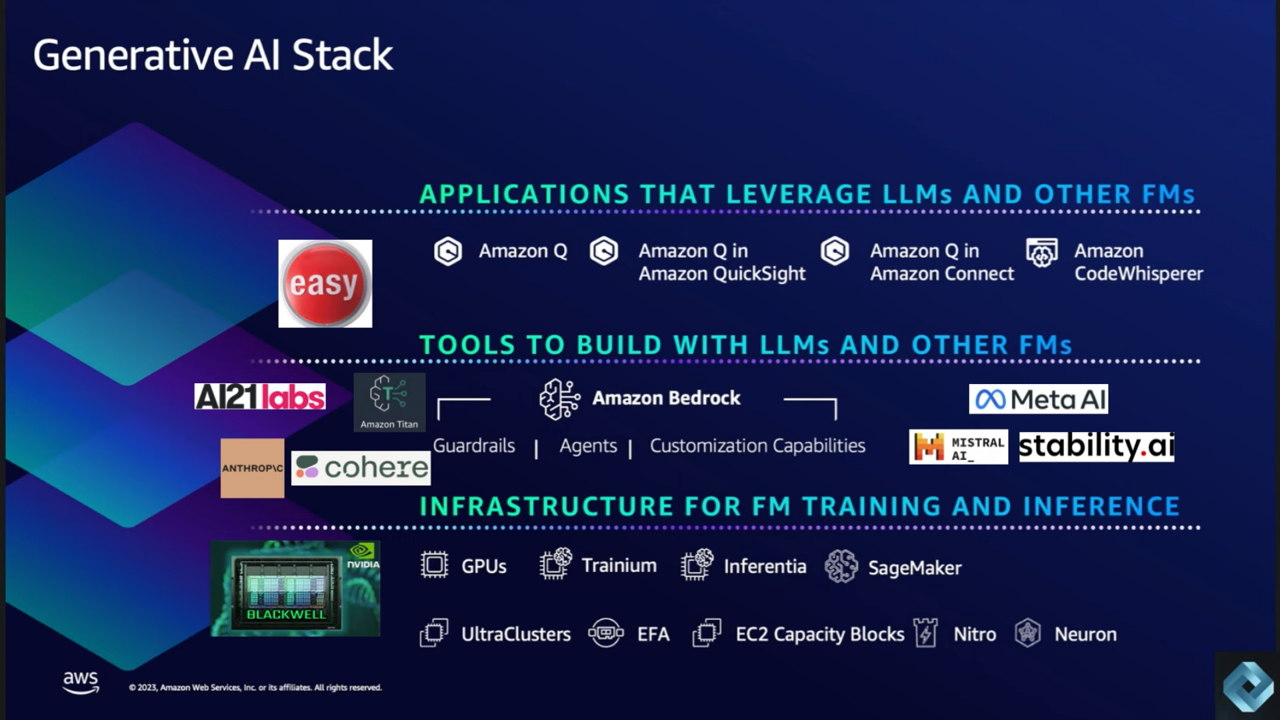 Generative AI Stack
APPLICATIONS THAT LEVERAGE LLMs AND OTHER FMs
easy
Amazon Q
Amazon Q in
Amazon QuickSight
Amazon Q in
Amazon Connect
Amazon
CodeWhisperer
TOOLS TO BUILD WITH LLMs AND OTHER FMs
AI21labs
Amazon Titan
Amazon Bedrock
Meta AI
Guardrails | Agents | Customization Capabilities
MISTRAL
AI_
stability.ai
ANTHROP\C
cohere
INFRASTRUCTURE FOR FM TRAINING AND INFERENCE
NVIDIA
BLACKWELL
GPUs
Trainium
Inferentia
SageMaker
UltraClusters
EFA
EC2 Capacity Blocks
Nitro
Neuron
aws
© 2023, Amazon Web Services, Inc. or its affiliates. All rights reserved.